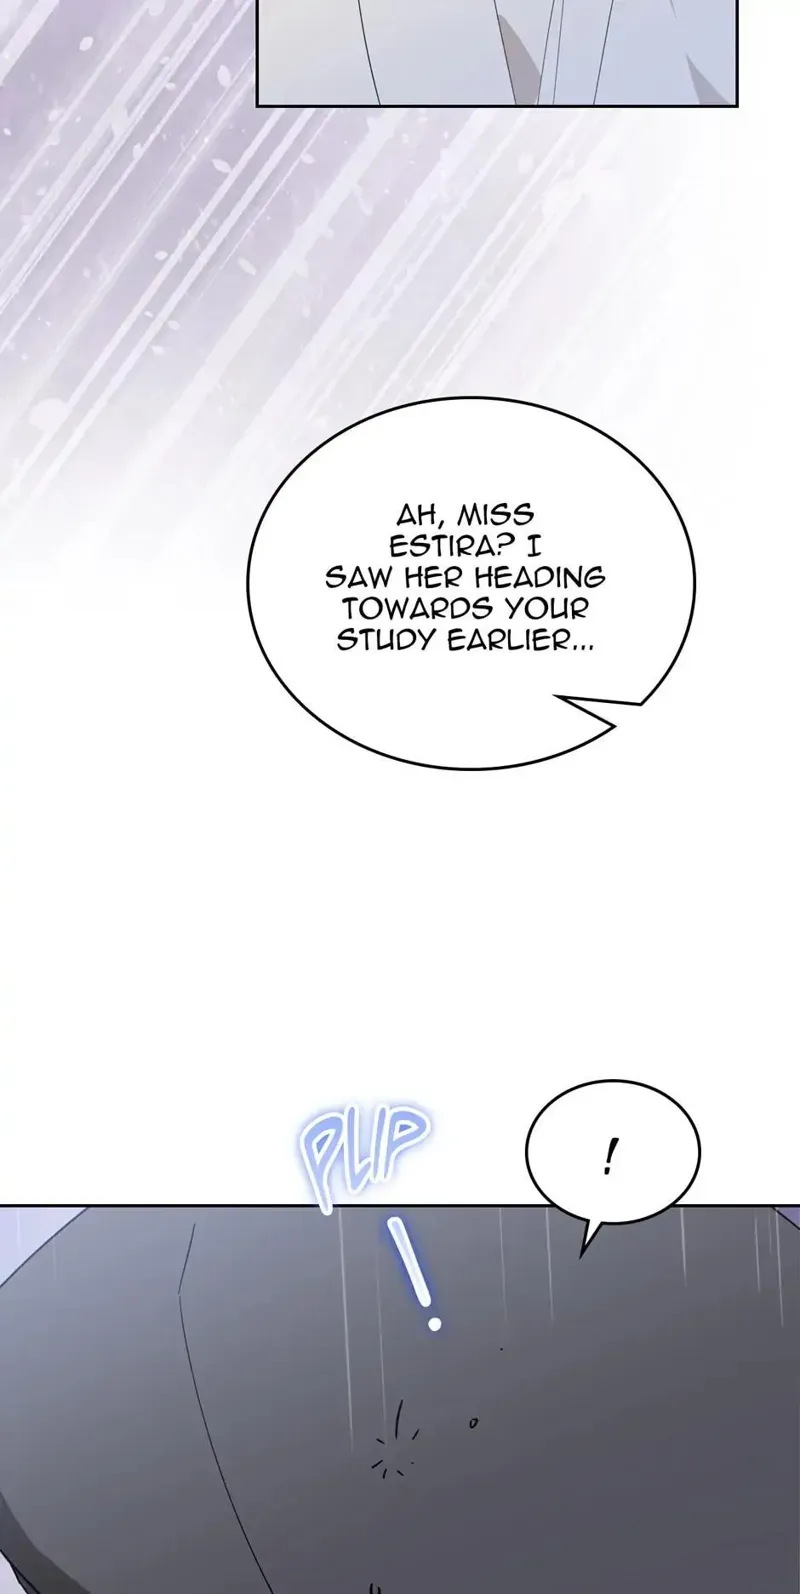 AH, MISS
ESTIRA? I
SAW HER HEADING
TOWARDS YOUR
STUDY EARLIER...
PLIP
!